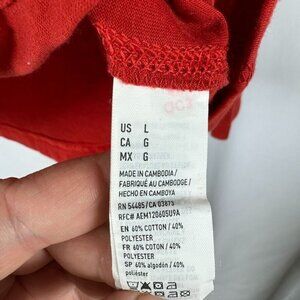 US L
CA G
MX G
MADE IN CAMBODIA/
FABRIQUÉ AU CAMBODGE/
HECHO EN CAMBOYA
RN 54485/CA 03873
RFC# AEM120605U9A
EN 60% COTTON / 40%
POLYESTER
FR 60% COTON / 40%
POLYESTER
SP 60% algodón / 40%
poliéster